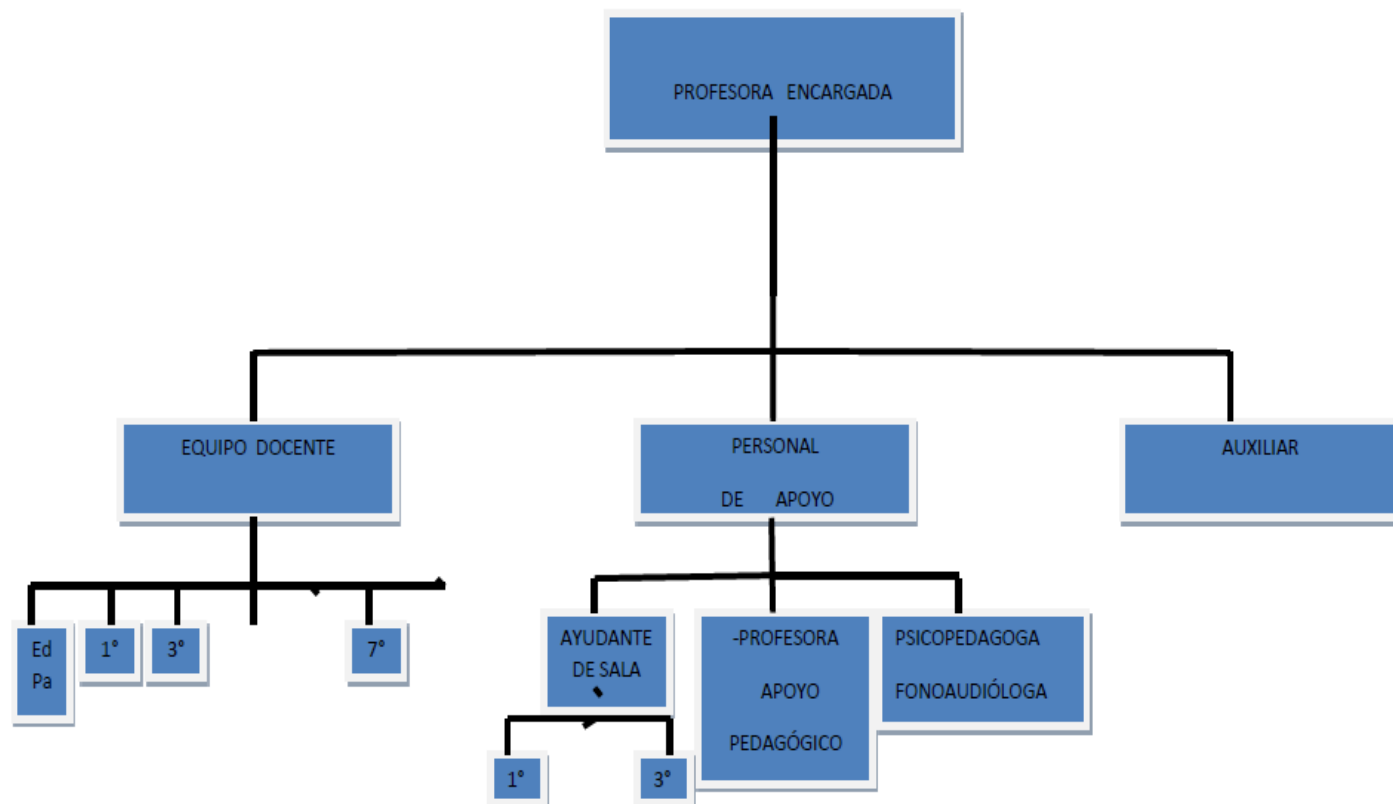 PROFESORA ENCARGADA
EQUIPO DOCENTE
PERSONAL
DE APOYO
AUXILIAR
Ed
Pa
1°
3°
7°
AYUDANTE
DE SALA
1°
3°
-PROFESORA
APOYO
PEDAGÓGICO
PSICOPEDAGOGA
FONOAUDIÓLOGA